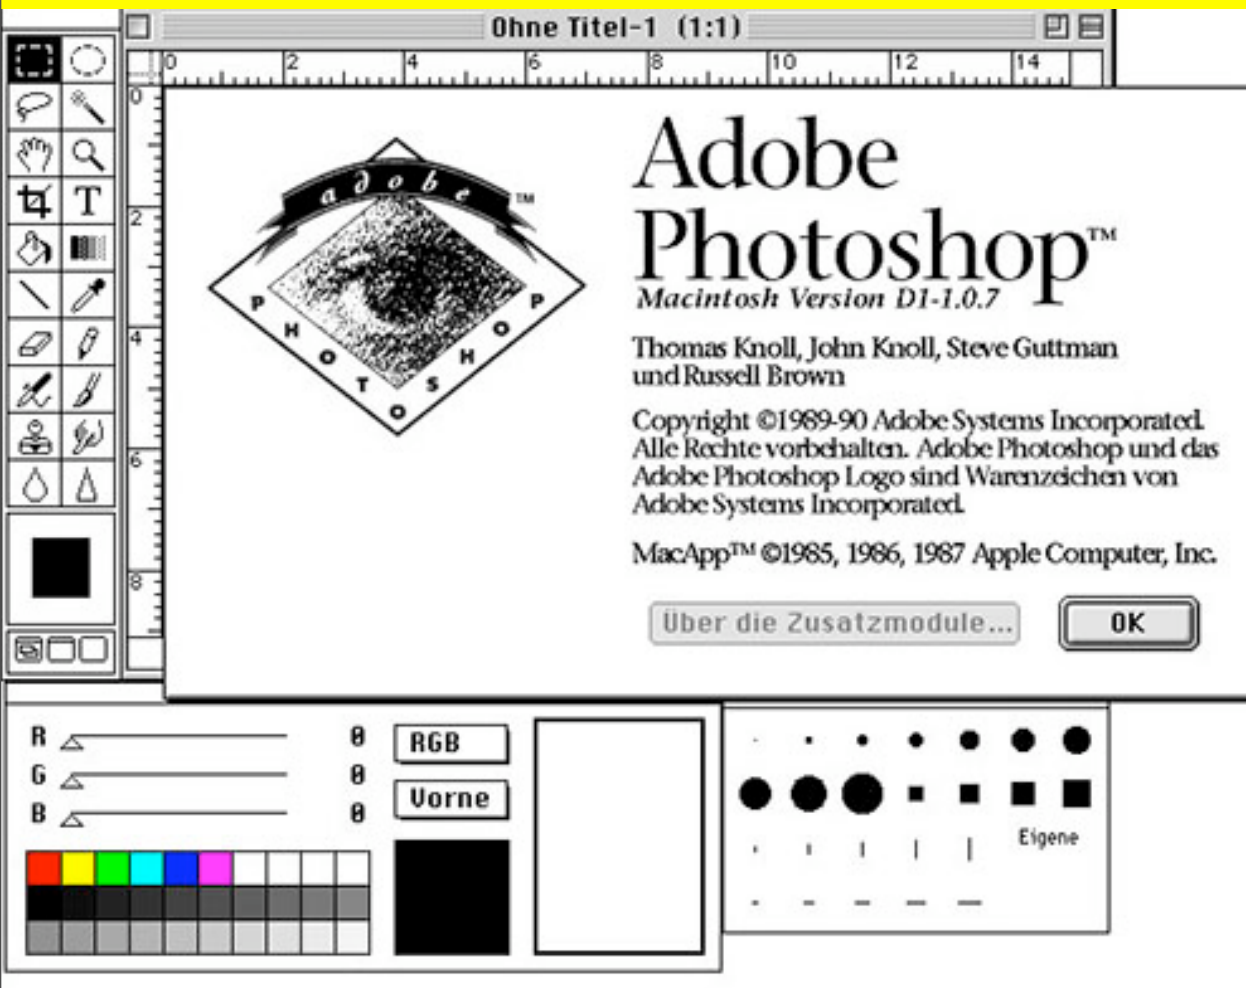 Ohne Titel-1 (1:1)
0 2 4 6 8 10 12 14
0
2
4
6
8
T
adobe ™
PHOTOSHOP
Adobe
Photoshop™
Macintosh Version D1-1.0.7
Thomas Knoll, John Knoll, Steve Guttman
und Russell Brown
Copyright ©1989-90 Adobe Systems Incorporated.
Alle Rechte vorbehalten. Adobe Photoshop und das
Adobe Photoshop Logo sind Warenzeichen von
Adobe Systems Incorporated.
MacApp™ ©1985, 1986, 1987 Apple Computer, Inc.
Über die Zusatzmodule...
OK
R 0
G 0
B 0
RGB
Vorne
Eigene